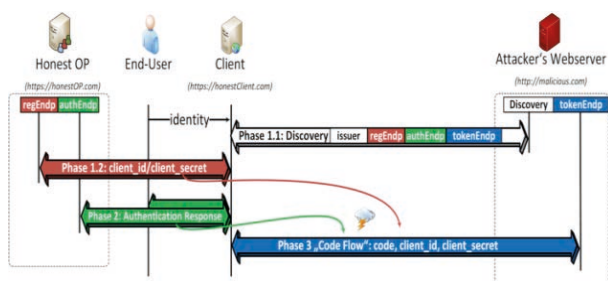 Honest OP
End-User
Client
Attacker's Webserver
(https://honestOP.com)
(https://honestClient.com)
(http://malicious.com)
regEndp authEndp
Discovery tokenEndp
identity
Phase 1.1: Discovery issuer regEndp authEndp tokenEndp
Phase 1.2: client_id/client_secret
Phase 2: Authentication Response
Phase 3 „Code Flow“: code, client_id, client_secret